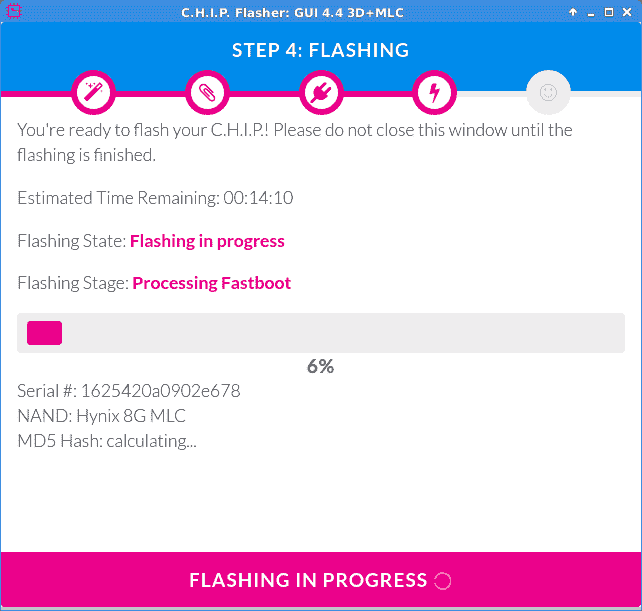 C.H.I.P. Flasher: GUI 4.4 3D+MLC
STEP 4: FLASHING
You're ready to flash your C.H.I.P.! Please do not close this window until the
flashing is finished.
Estimated Time Remaining: 00:14:10
Flashing State: Flashing in progress
Flashing Stage: Processing Fastboot
6%
Serial #: 1625420a0902e678
NAND: Hynix 8G MLC
MD5 Hash: calculating...
FLASHING IN PROGRESS